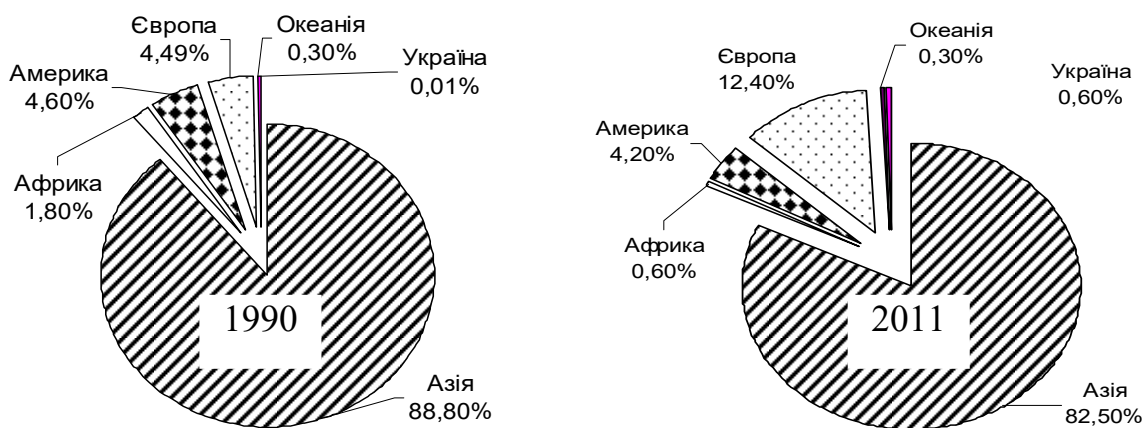 Європа
4,49%
Океанія
0,30%
Україна
0,01%
Америка
4,60%
Африка
1,80%
1990
Азія
88,80%
Океанія
0,30%
Європа
12,40%
Україна
0,60%
Америка
4,20%
Африка
0,60%
2011
Азія
82,50%